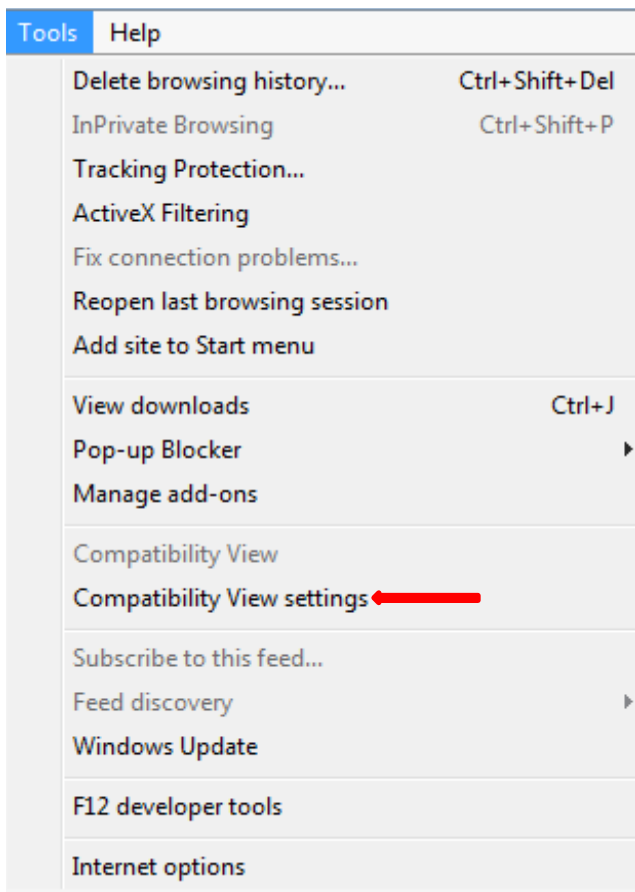 Tools Help
Delete browsing history... Ctrl+Shift+Del
InPrivate Browsing Ctrl+Shift+P
Tracking Protection...
ActiveX Filtering
Fix connection problems...
Reopen last browsing session
Add site to Start menu
View downloads Ctrl+J
Pop-up Blocker
Manage add-ons
Compatibility View
Compatibility View settings
Subscribe to this feed...
Feed discovery
Windows Update
F12 developer tools
Internet options